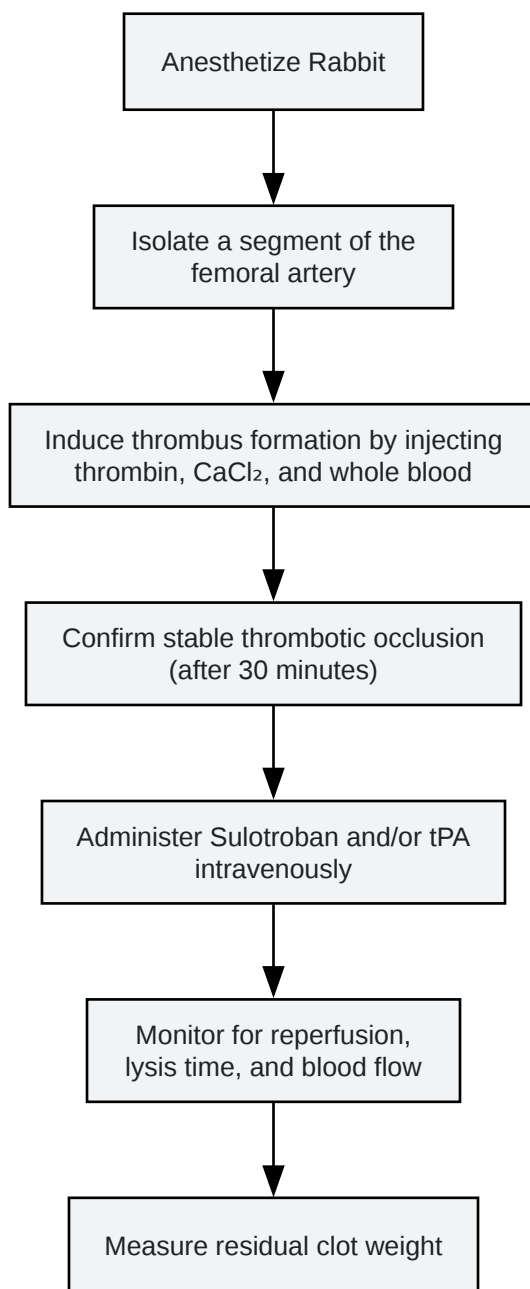 Anesthetize Rabbit
Isolate a segment of the
femoral artery
Induce thrombus formation by injecting
thrombin, CaCl₂, and whole blood
Confirm stable thrombotic occlusion
(after 30 minutes)
Administer Sulotroban and/or tPA
intravenously
Monitor for reperfusion,
lysis time, and blood flow
Measure residual clot weight